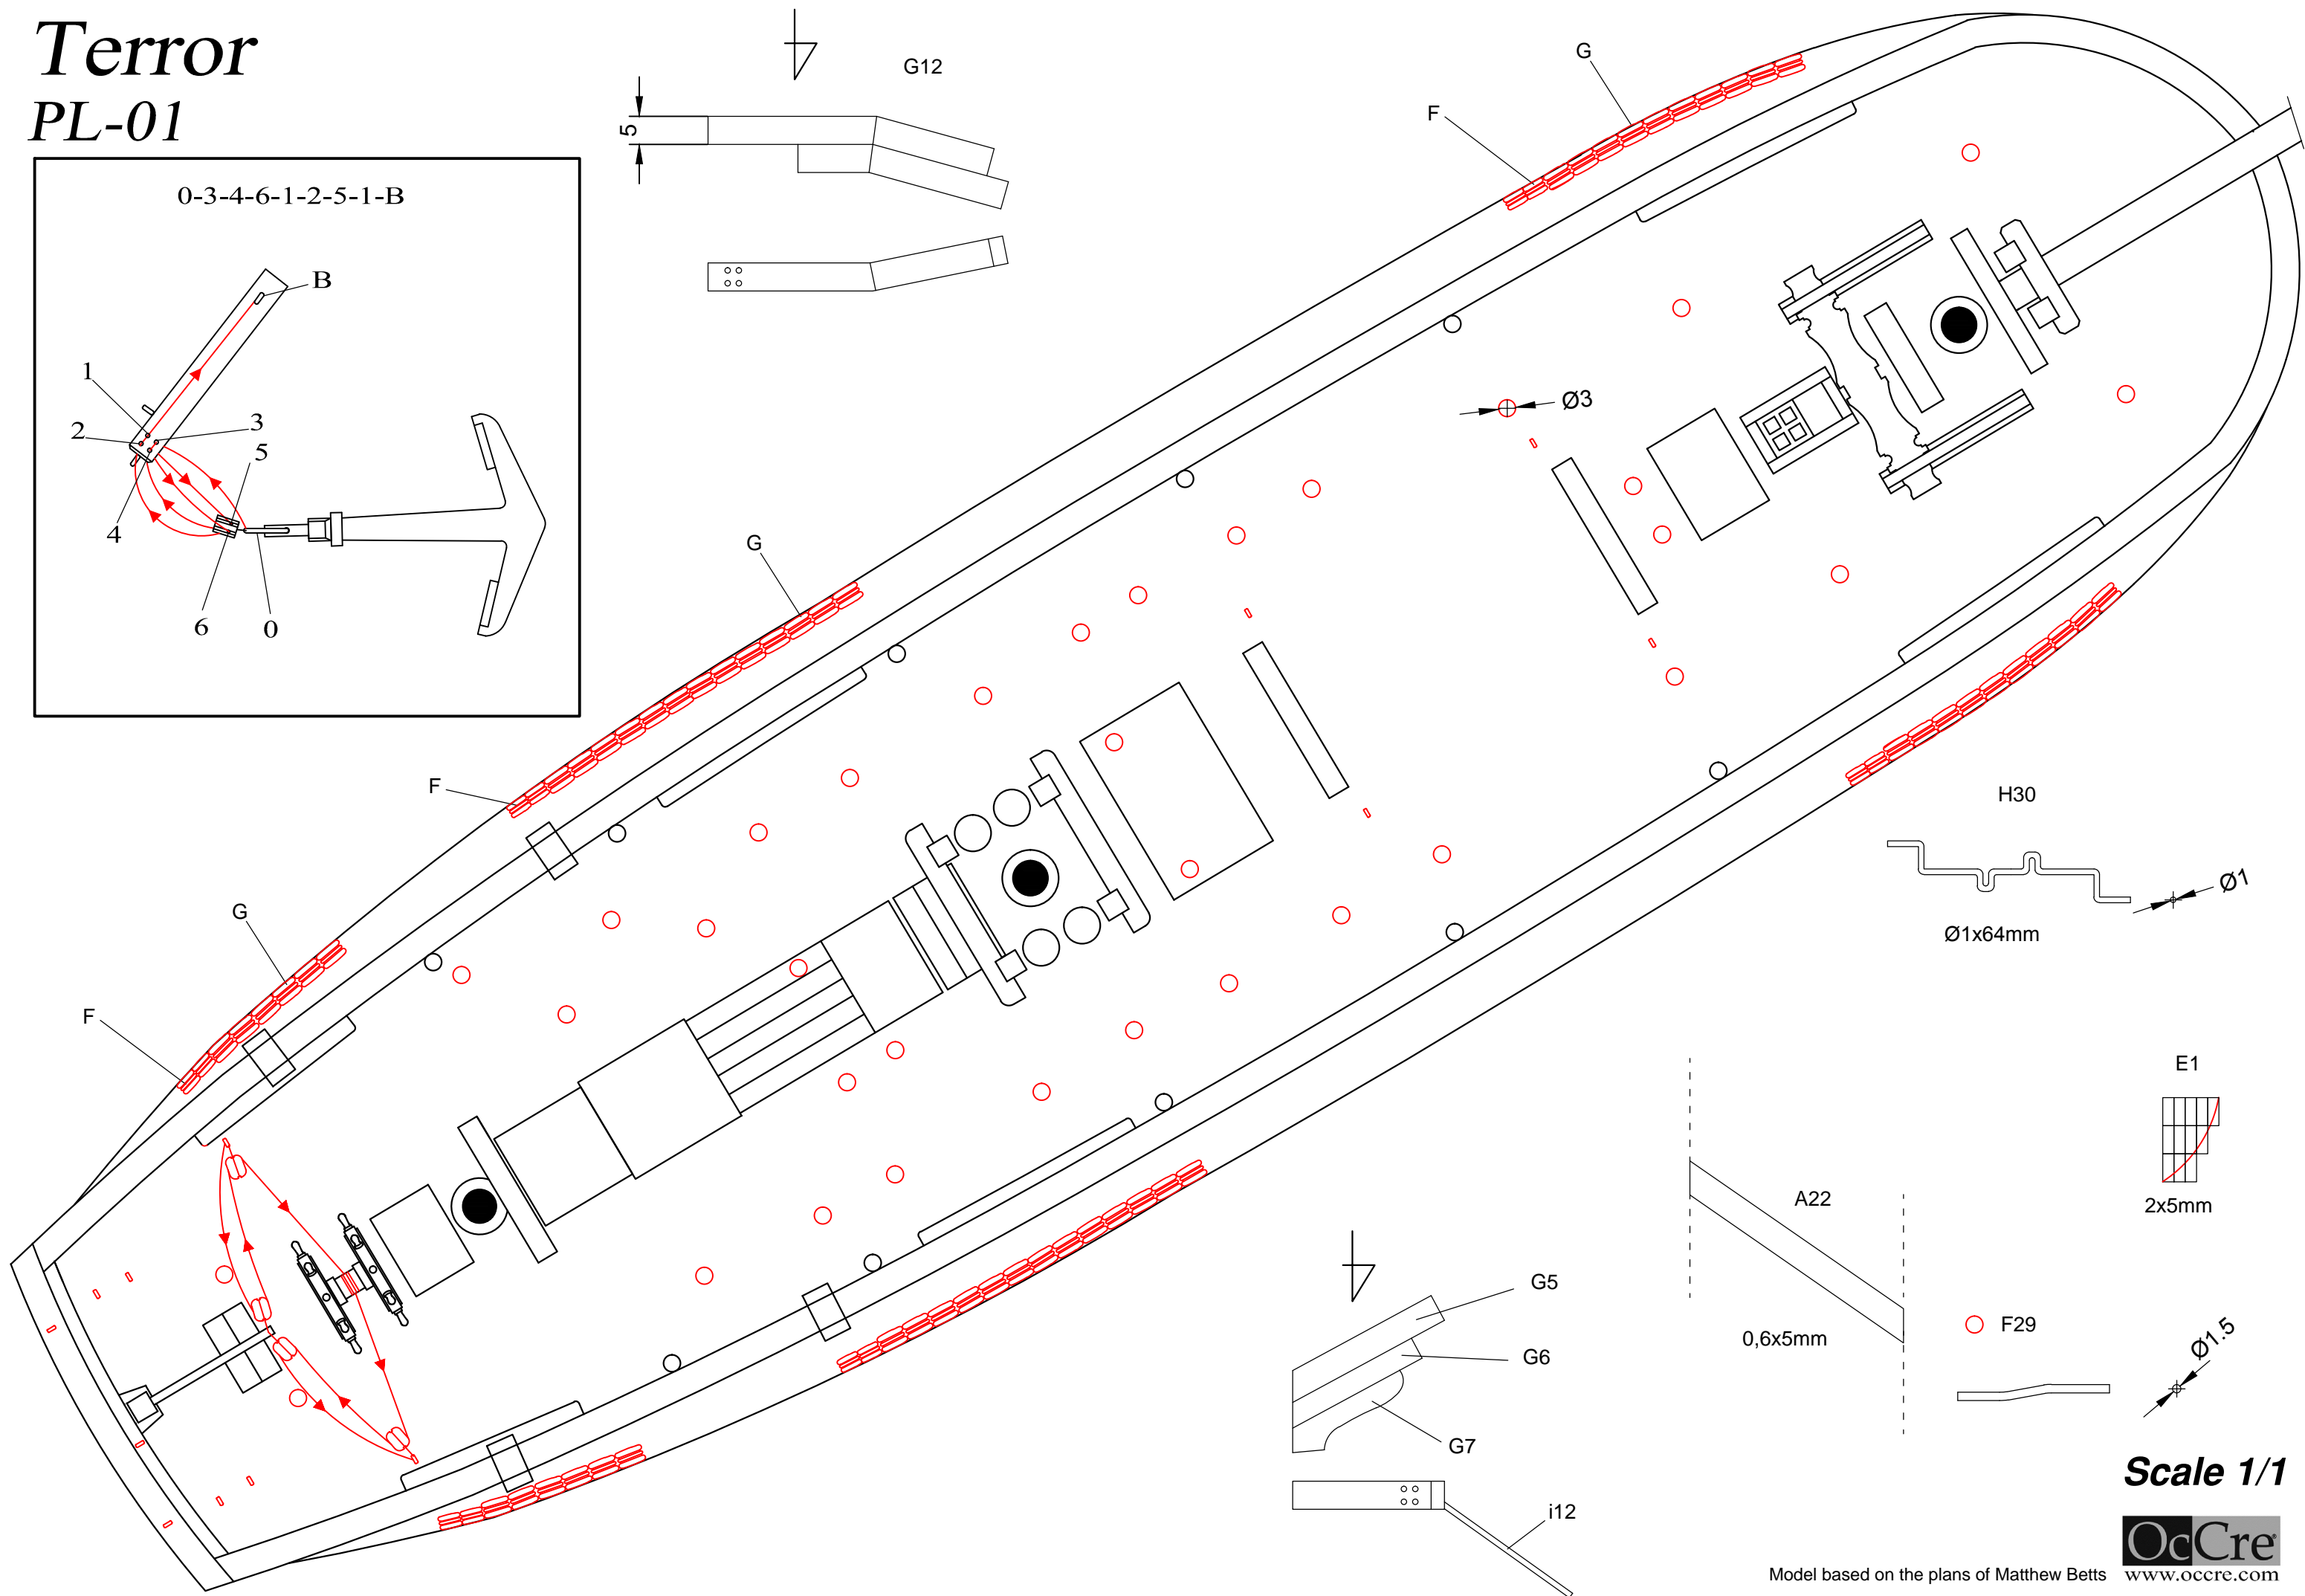 Terror
PL-01
0-3-4-6-1-2-5-1-B
B
1
2
3
5
4
6
0
5
G12
G
F
Ø3
G
F
G
F
H30
Ø1
Ø1x64mm
E1
2x5mm
A22
0,6x5mm
G5
G6
G7
i12
F29
Ø1.5
Scale 1/1
OcCre®
www.occre.com
Model based on the plans of Matthew Betts